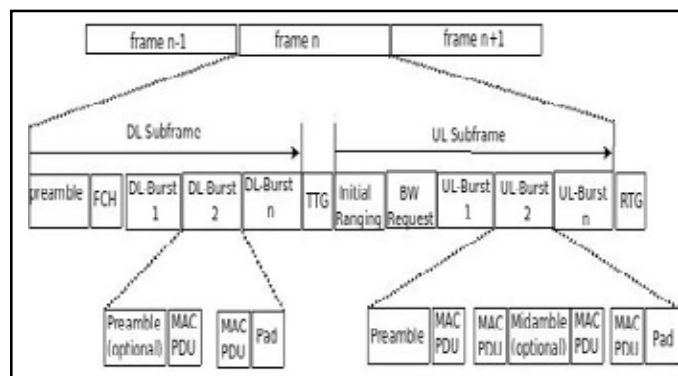 frame n-1
frame n
frame n+1
DL Subframe
UL Subframe
preamble
FCH
DL-Burst
1
DL-Burst
2
DL-Burst
n
TTG
Initial
Ranging
BW
Request
UL-Burst
1
UL-Burst
2
UL-Burst
n
RTG
Preamble
(optional)
MAC
PDU
MAC
PDU
Pad
Preamble
MAC
PDU
MAC
PDU
Midamble
(optional)
MAC
PDU
MAC
PDU
Pad